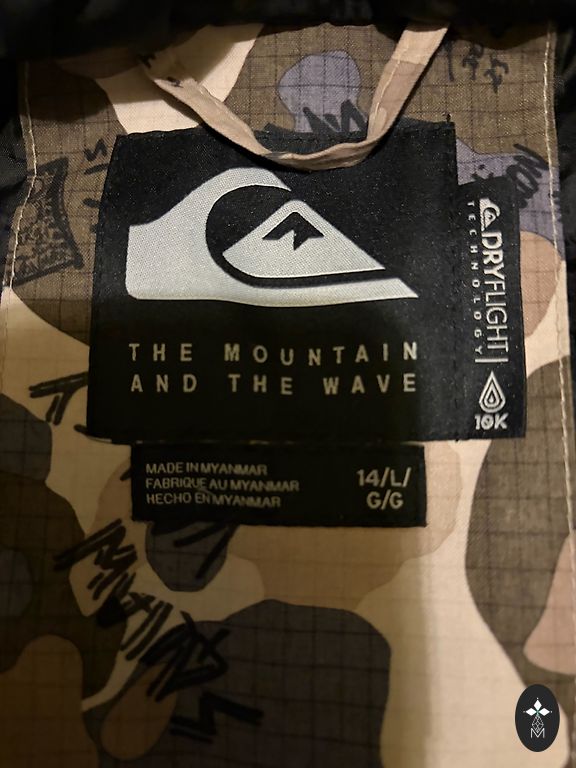 THE MOUNTAIN
AND THE WAVE
DRYFLIGHT
TECHNOLOGY
10K
MADE IN MYANMAR
FABRIQUE AU MYANMAR
HECHO EN MYANMAR
14/L/
G/G
M